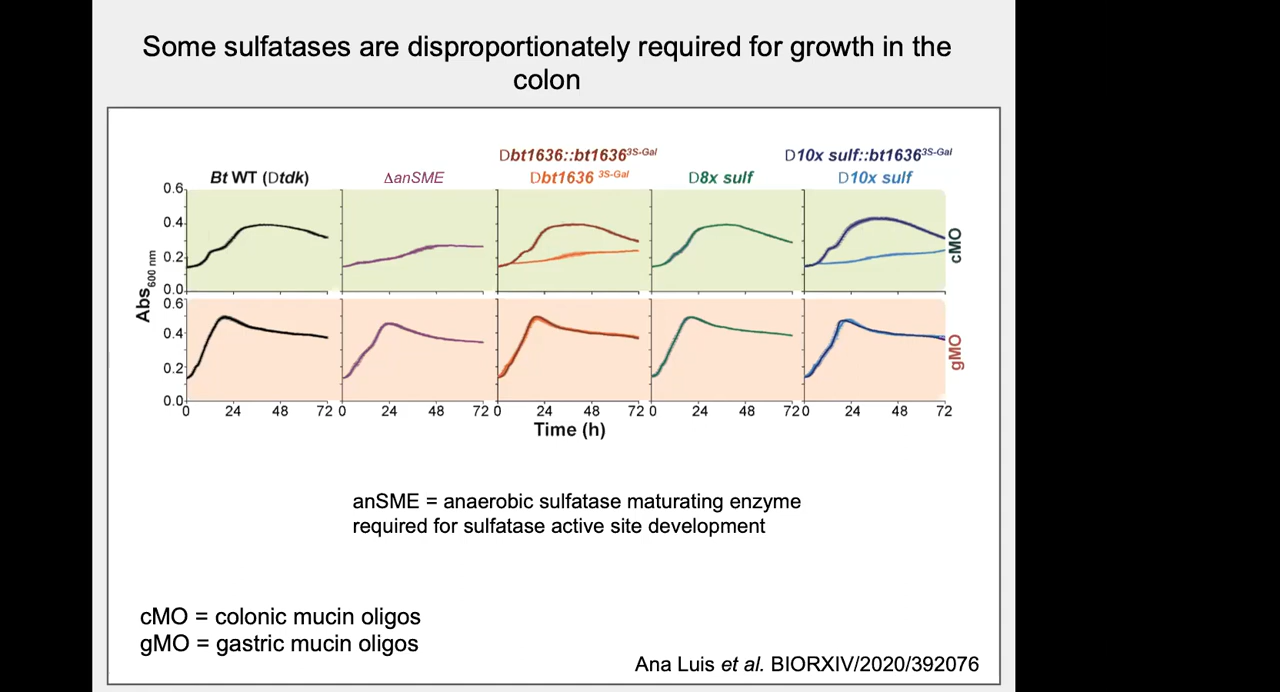 Some sulfatases are disproportionately required for growth in the
colon
Dbt1636::bt1636 3S-Gal
D10x sulf::bt1636 3S-Gal
Bt WT (Dtdk)
ΔanSME
Dbt1636 3S-Gal
D8x sulf
D10x sulf
0.6
0.4
0.2
0.0
cMO
0.6
0.4
0.2
0.0
gMO
Abs600 nm
0 24 48 72
0 24 48 72
0 24 48 72
0 24 48 72
0 24 48 72
Time (h)
anSME = anaerobic sulfatase maturating enzyme
required for sulfatase active site development
cMO = colonic mucin oligos
gMO = gastric mucin oligos
Ana Luis et al. BIORXIV/2020/392076